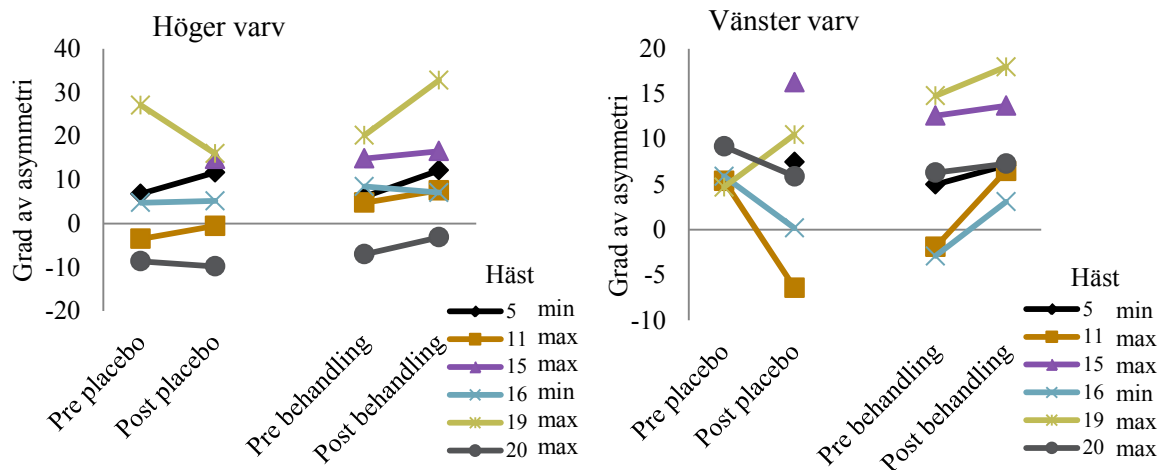 Höger varv
Grad av asymmetri
40
30
20
10
0
-10
-20
Pre placebo
Post placebo
Pre behandling
Post behandling
Häst
5 min
11 max
15 max
16 min
19 max
20 max
Vänster varv
Grad av asymmetri
20
15
10
5
0
-5
-10
Pre placebo
Post placebo
Pre behandling
Post behandling
Häst
5 min
11 max
15 max
16 min
19 max
20 max